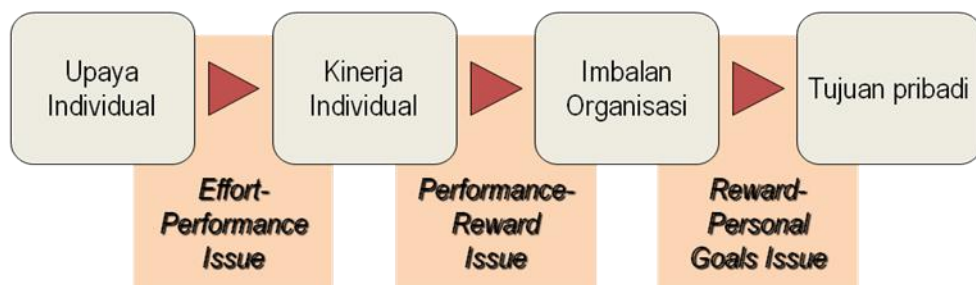 Upaya
Individual
Kinerja
Individual
Imbalan
Organisasi
Tujuan pribadi
Effort-
Performance
Issue
Performance-
Reward
Issue
Reward-
Personal
Goals Issue